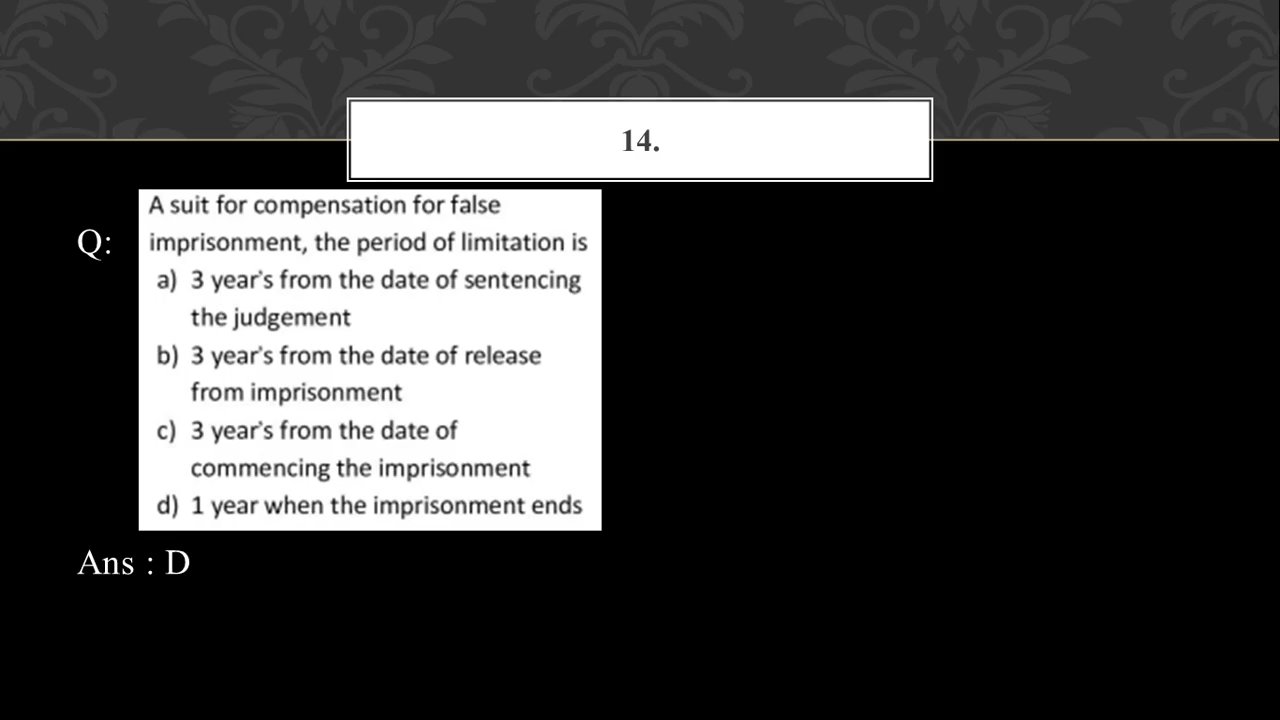 14.
Q:
A suit for compensation for false
imprisonment, the period of limitation is
a) 3 year's from the date of sentencing
the judgement
b) 3 year's from the date of release
from imprisonment
c) 3 year's from the date of
commencing the imprisonment
d) 1 year when the imprisonment ends
Ans : D